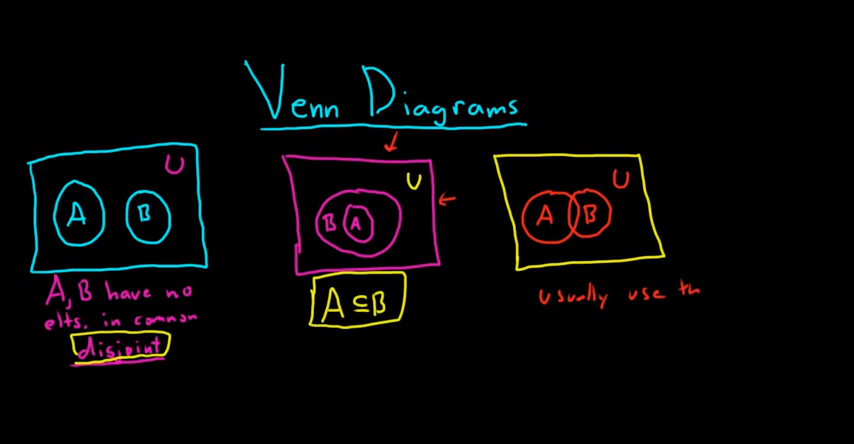 Venn Diagrams
U
A
B
U
B
A
U
A
B
A, B have no
elts. in common
disjoint
A ⊆ B
usually use th